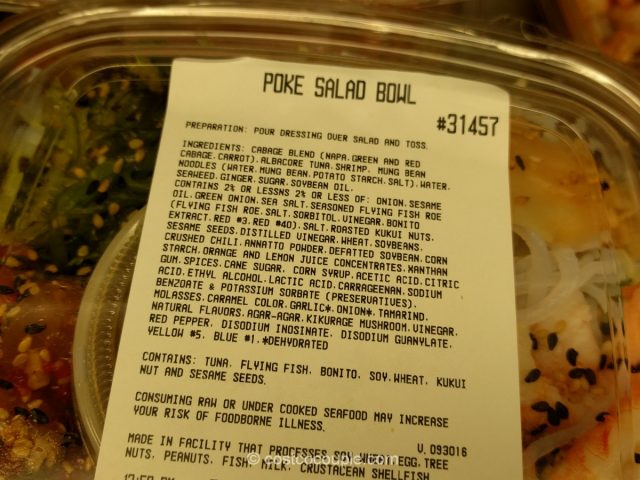 POKE SALAD BOWL
#31457
PREPARATION: POUR DRESSING OVER SALAD AND TOSS.
INGREDIENTS: CABAGE BLEND (NAPA,GREEN AND RED
CABAGE,CARROT),ALBACORE TUNA,SHRIMP, MUNG BEAN
NOODLES (WATER,MUNG BEAN,POTATO STARCH,SALT),WATER,
SEAWEED,GINGER,SUGAR,SOYBEAN OIL.
CONTAINS 2% OR LESSNS 2% OR LESS OF: ONION,SESAME
OIL,GREEN ONION,SEA SALT,SEASONED FLYING FISH ROE
(FLYING FISH ROE,SALT,SORBITOL,VINEGAR,BONITO
EXTRACT,RED #3,RED #40),SALT,ROASTED KUKUI NUTS,
SESAME SEEDS,DISTILLED VINEGAR,WHEAT,SOYBEANS,
CRUSHED CHILI,ANNATTO POWDER,DEFATTED SOYBEAN,CORN
STARCH,ORANGE AND LEMON JUICE CONCENTRATES,XANTHAN
GUM,SPICES,CANE SUGAR, CORN SYRUP,ACETIC ACID,CITRIC
ACID,ETHYL ALCOHOL,LACTIC ACID,CARRAGEENAN,SODIUM
BENZOATE & POTASSIUM SORBATE (PRESERVATIVES),
MOLASSES,CARAMEL COLOR,GARLIC*,ONION*,TAMARIND,
NATURAL FLAVORS,AGAR-AGAR,KIKURAGE MUSHROOM,VINEGAR,
RED PEPPER, DISODIUM INOSINATE, DISODIUM GUANYLATE,
YELLOW #5, BLUE #1.*DEHYDRATED
CONTAINS: TUNA, FLYING FISH, BONITO, SOY,WHEAT, KUKUI
NUT AND SESAME SEEDS.
CONSUMING RAW OR UNDER COOKED SEAFOOD MAY INCREASE
YOUR RISK OF FOODBORNE ILLNESS.
V. 093016
MADE IN FACILITY THAT PROCESSES SOY,WHEAT,EGG,TREE
NUTS, PEANUTS, FISH, MILK, CRUSTACEAN SHELLFISH
© costcocouple.com